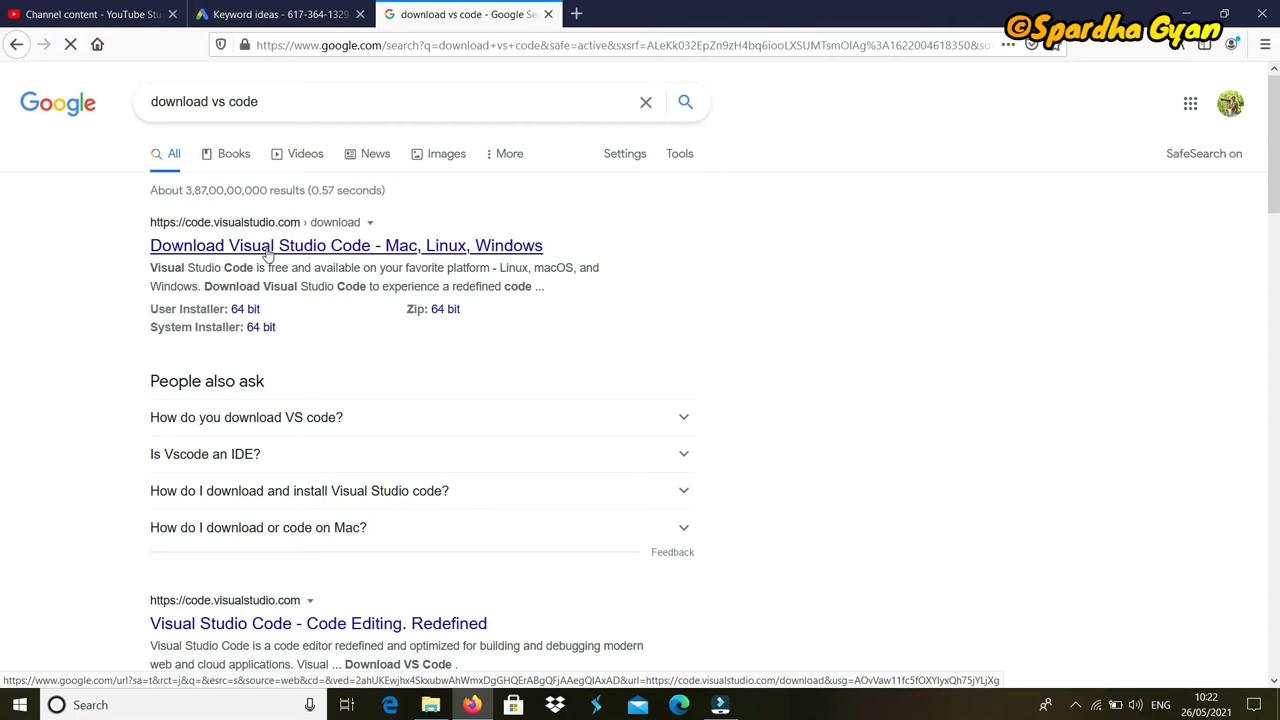 Channel content - YouTube Stu
Keyword ideas - 617-364-1329
download vs code - Google Se
©Spardha Gyan
https://www.google.com/search?q=download+vs+code&safe=active&sxsrf=ALeKk032EpZn9zH4bq6iooLXSUMTsmOlAg%3A1622004618350&so
Google
download vs code
All
Books
Videos
News
Images
More
Settings
Tools
SafeSearch on
About 3,87,00,00,000 results (0.57 seconds)
https://code.visualstudio.com › download
Download Visual Studio Code - Mac, Linux, Windows
Visual Studio Code is free and available on your favorite platform - Linux, macOS, and
Windows. Download Visual Studio Code to experience a redefined code ...
User Installer: 64 bit
Zip: 64 bit
System Installer: 64 bit
People also ask
How do you download VS code?
Is Vscode an IDE?
How do I download and install Visual Studio code?
How do I download or code on Mac?
Feedback
https://code.visualstudio.com
Visual Studio Code - Code Editing. Redefined
Visual Studio Code is a code editor redefined and optimized for building and debugging modern
web and cloud applications. Visual ... Download VS Code .
https://www.google.com/url?sa=t&rct=j&q=&esrc=s&source=web&cd=&ved=2ahUKEwjhx4SkxubwAhWmxDgGHQErABgQFjAAegQIAxAD&url=https://code.visualstudio.com/download&usg=AOvVaw11fc5fOXYlyxQh75jYLjXg
Search
ENG
10:22
26/05/2021